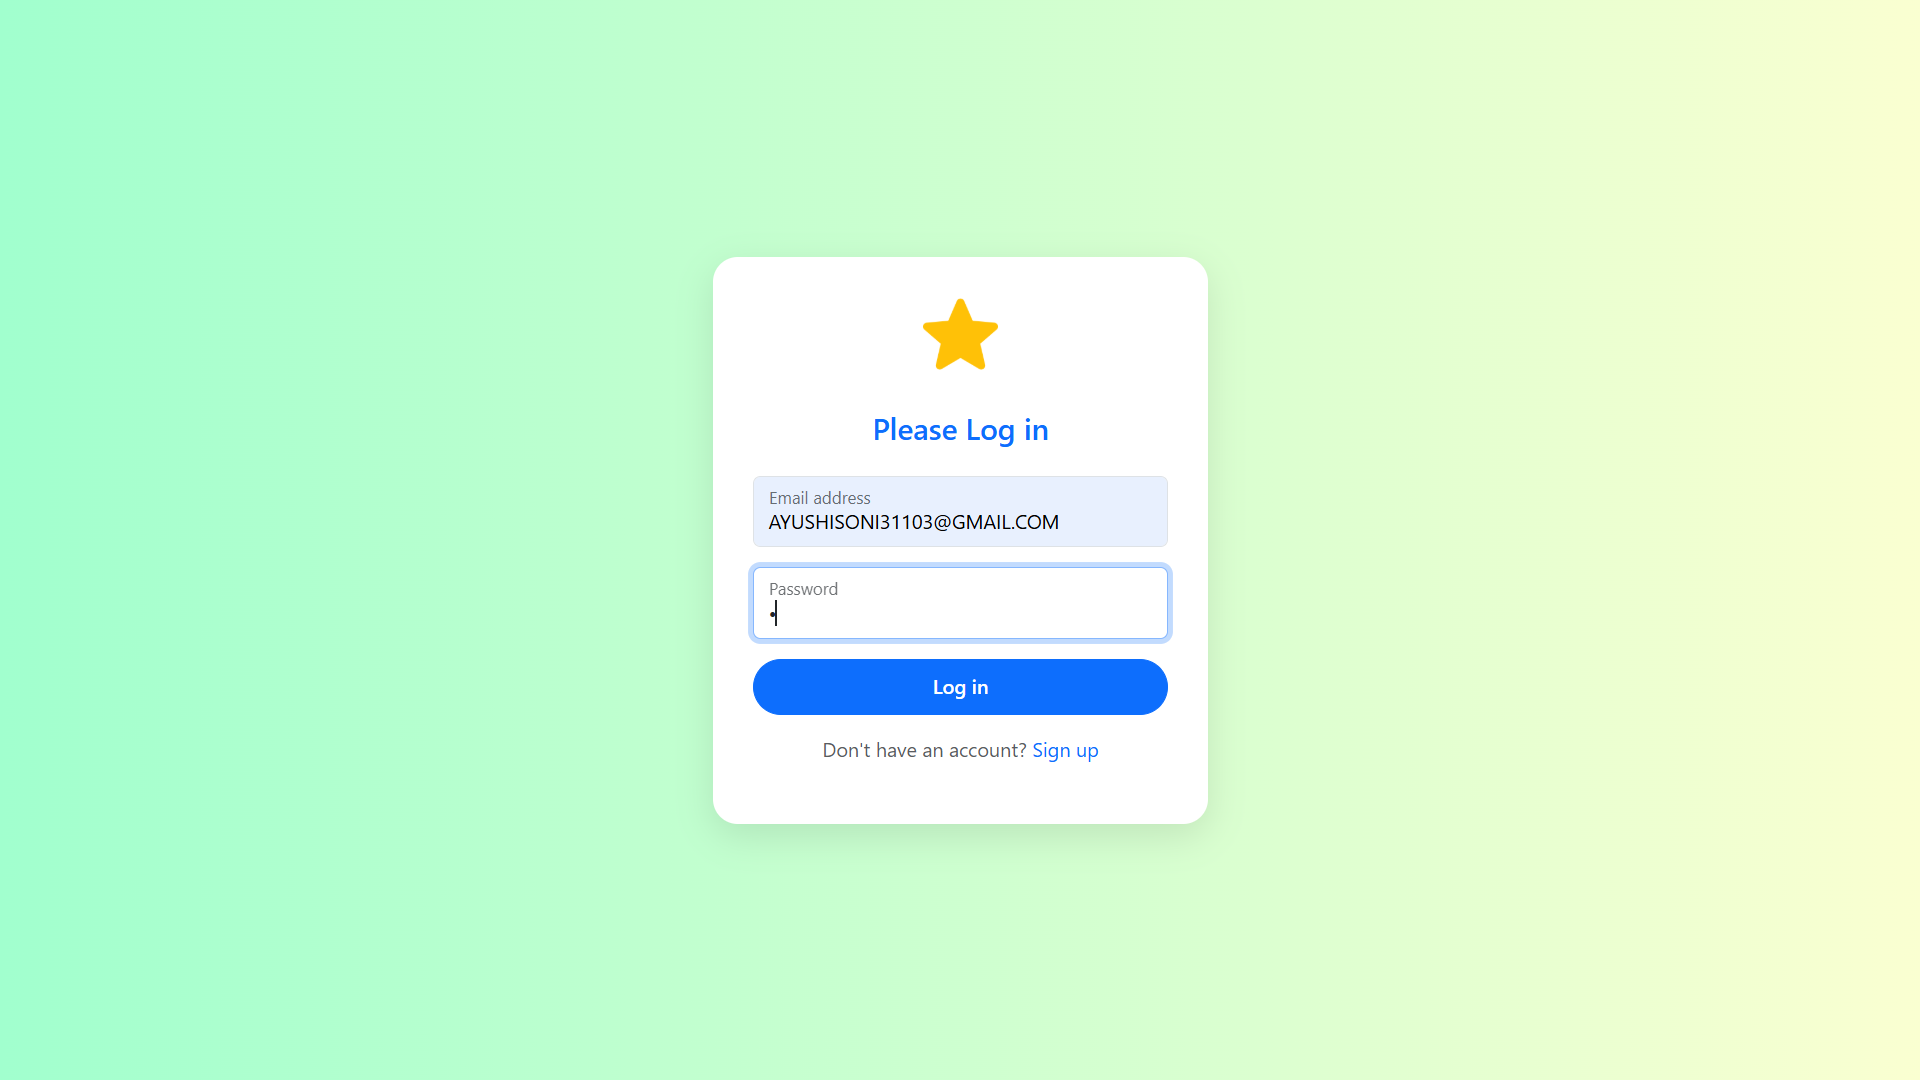 Please Log in
Email address
AYUSHISONI31103@GMAIL.COM
Password
•
Log in
Don't have an account? Sign up